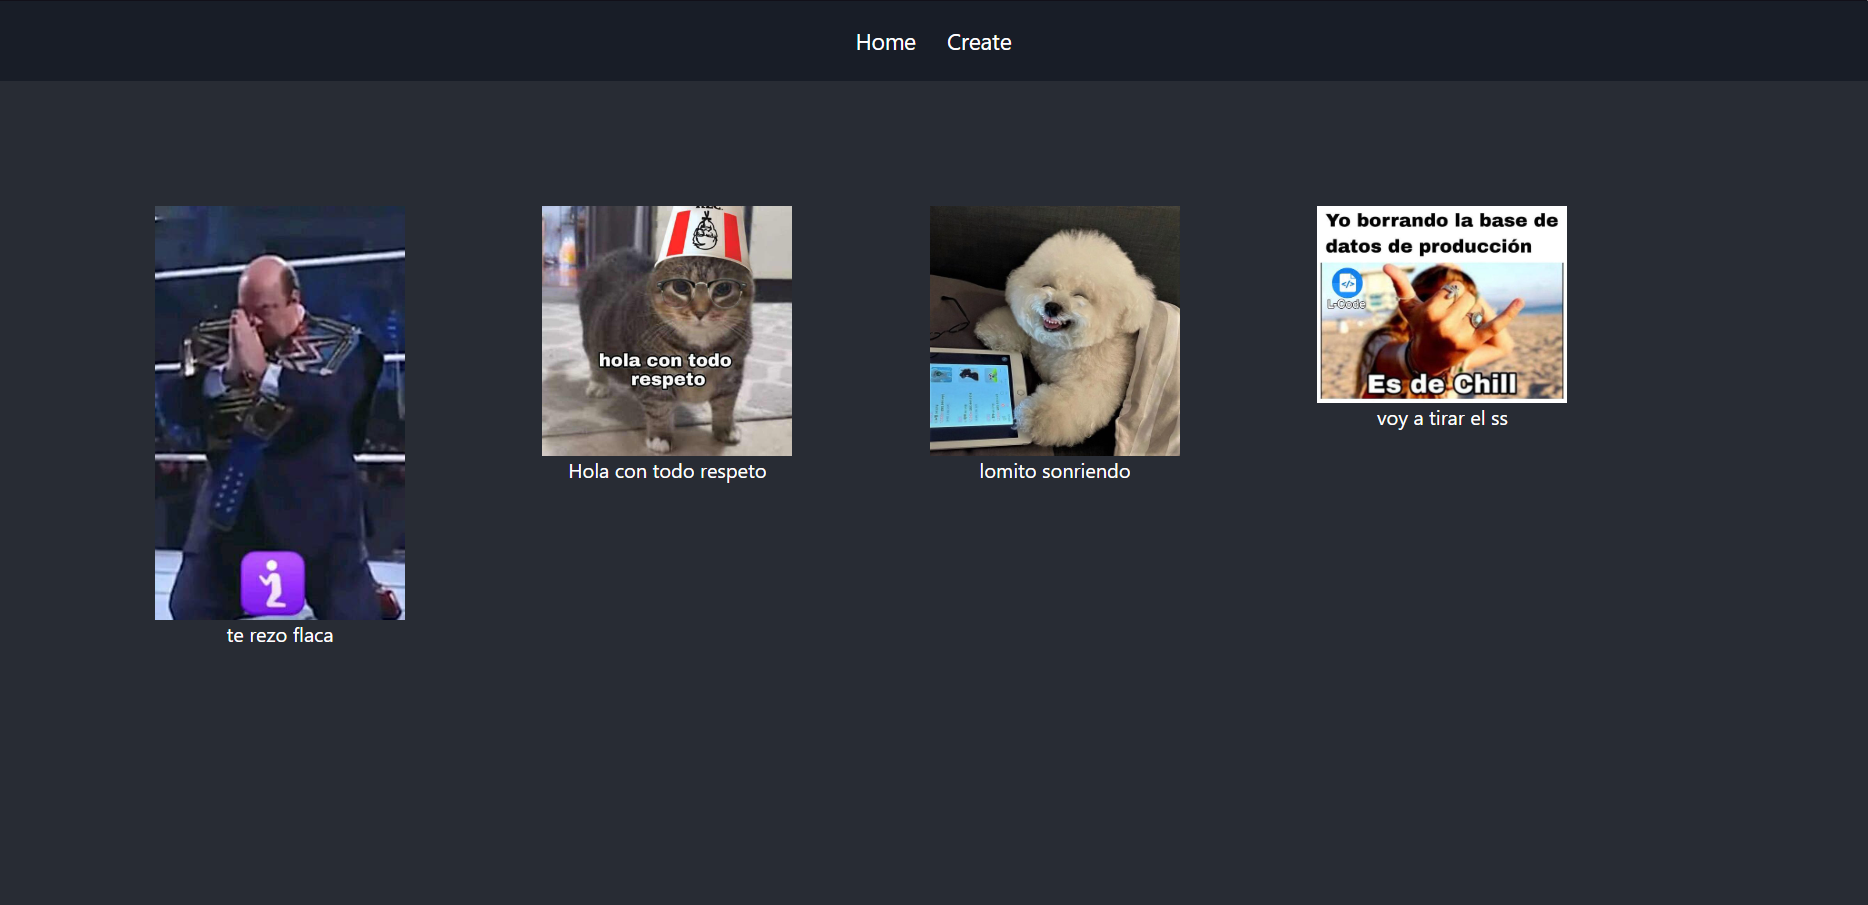 Home Create
te rezo flaca
hola con todo
respeto
Hola con todo respeto
lomito sonriendo
Yo borrando la base de
datos de producción
L-Code
Es de Chill
voy a tirar el ss